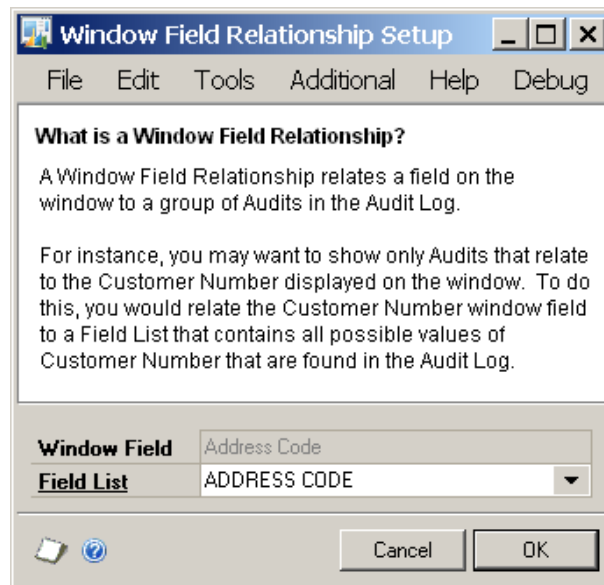 Window Field Relationship Setup
File Edit Tools Additional Help Debug
What is a Window Field Relationship?
A Window Field Relationship relates a field on the
window to a group of Audits in the Audit Log.
For instance, you may want to show only Audits that relate
to the Customer Number displayed on the window. To do
this, you would relate the Customer Number window field
to a Field List that contains all possible values of
Customer Number that are found in the Audit Log.
Window Field Address Code
Field List ADDRESS CODE
Cancel OK